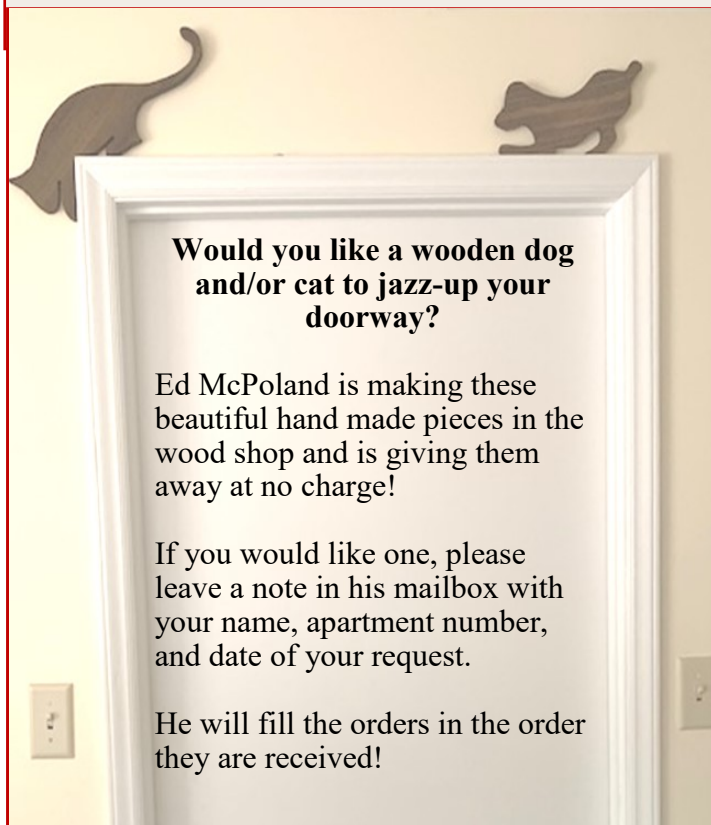 Would you like a wooden dog
and/or cat to jazz-up your
doorway?
Ed McPoland is making these
beautiful hand made pieces in the
wood shop and is giving them
away at no charge!
If you would like one, please
leave a note in his mailbox with
your name, apartment number,
and date of your request.
He will fill the orders in the order
they are received!